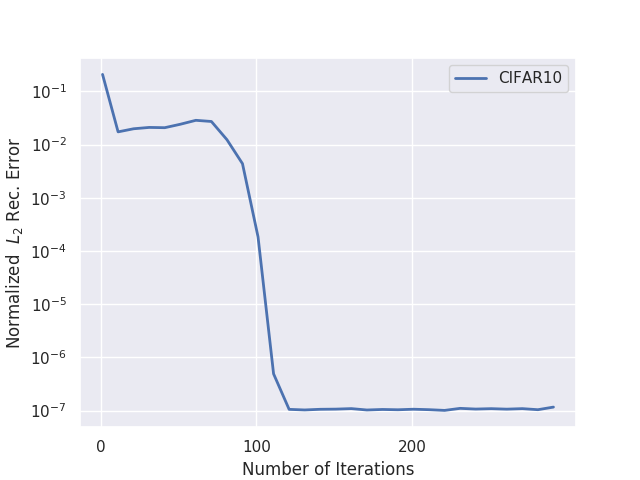 CIFAR10
10⁻¹
10⁻²
10⁻³
10⁻⁴
10⁻⁵
10⁻⁶
10⁻⁷
Normalized L₂ Rec. Error
0 100 200
Number of Iterations